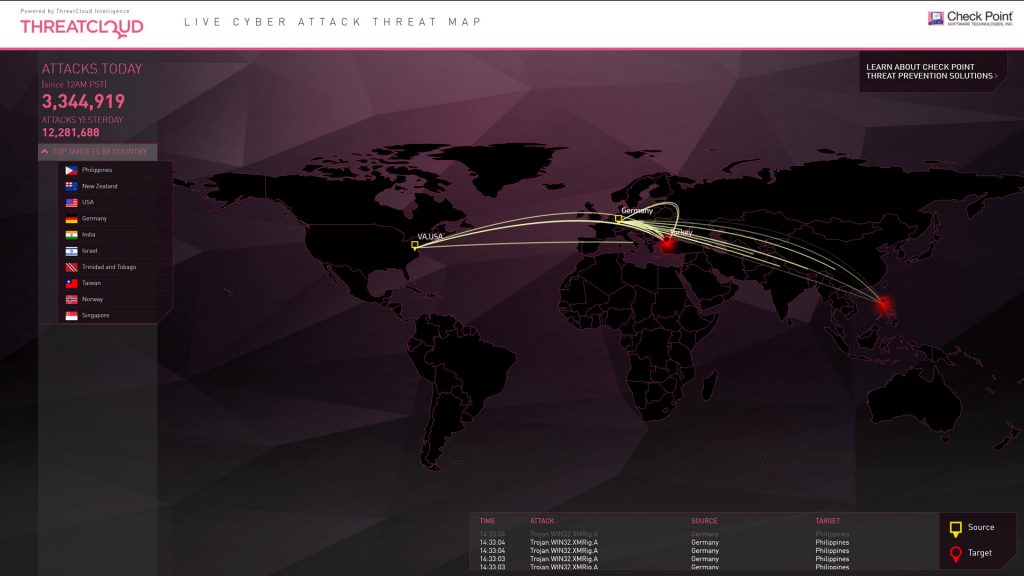 Powered by ThreatCloud Intelligence
THREATCLOUD
LIVE CYBER ATTACK THREAT MAP
Check Point
SOFTWARE TECHNOLOGIES, INC.
LEARN ABOUT CHECK POINT
THREAT PREVENTION SOLUTIONS ›
ATTACKS TODAY
(since 12AM PST)
3,344,919
ATTACKS YESTERDAY
12,281,688
TOP TARGETS BY COUNTRY
Philippines
New Zealand
USA
Germany
India
Israel
Trinidad and Tobago
Taiwan
Norway
Singapore
Germany
Turkey
VA,USA
TIME ATTACK SOURCE TARGET
14:33:04 Trojan.WIN32.XMRig.A Germany Philippines
14:33:04 Trojan.WIN32.XMRig.A Germany Philippines
14:33:04 Trojan.WIN32.XMRig.A Germany Philippines
14:33:03 Trojan.WIN32.XMRig.A Germany Philippines
14:33:03 Trojan.WIN32.XMRig.A Germany Philippines
Source
Target